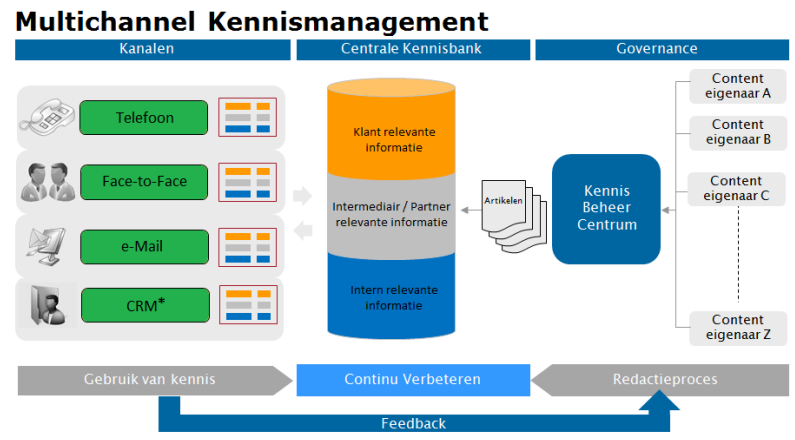 Multichannel Kennismanagement
Kanalen
Centrale Kennisbank
Governance
Telefoon
Face-to-Face
e-Mail
CRM*
Klant relevante
informatie
Intermediair / Partner
relevante informatie
Intern relevante
informatie
Artikelen
Kennis
Beheer
Centrum
Content
eigenaar A
Content
eigenaar B
Content
eigenaar C
Content
eigenaar Z
Gebruik van kennis
Continu Verbeteren
Redactieproces
Feedback